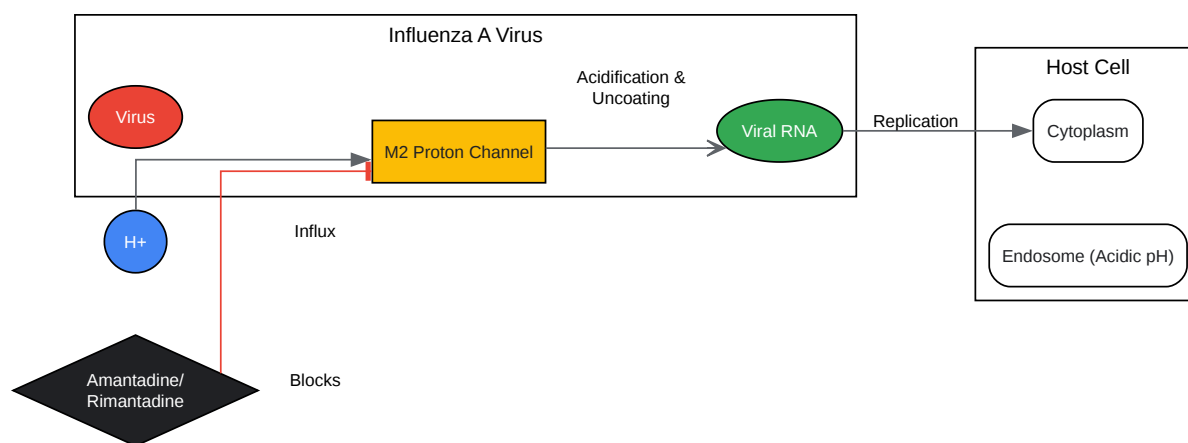 Influenza A Virus
Host Cell
Acidification &
Uncoating
Virus
Viral RNA
Replication
Cytoplasm
M2 Proton Channel
Influx
H+
Endosome (Acidic pH)
Amantadine/
Rimantadine
Blocks